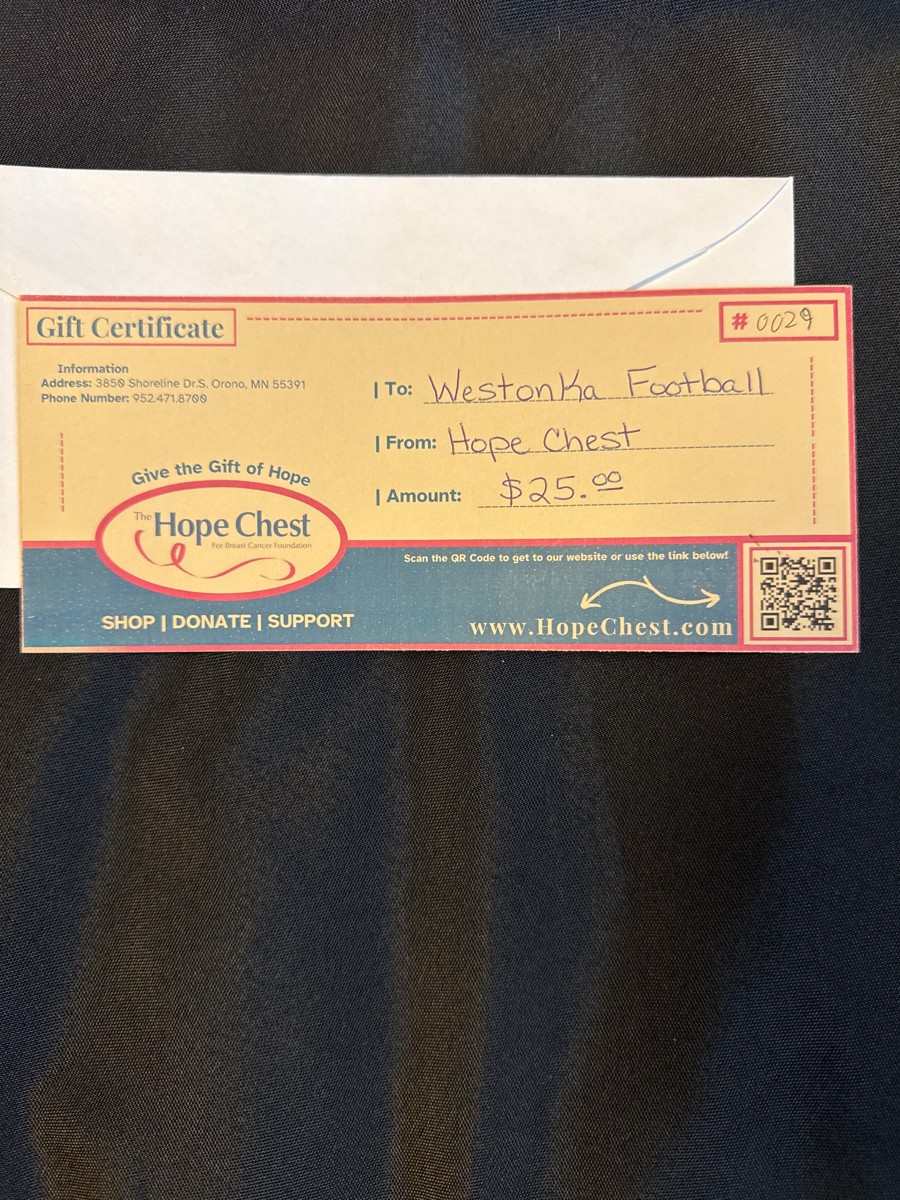 Gift Certificate
# 0029
Information
Address: 3850 Shoreline Dr.S. Orono, MN 55391
Phone Number: 952.471.8700
| To: Westonka Football
| From: Hope Chest
| Amount: $25.00
Give the Gift of Hope
The Hope Chest
For Breast Cancer Foundation
SHOP | DONATE | SUPPORT
Scan the QR Code to get to our website or use the link below!
www.HopeChest.com